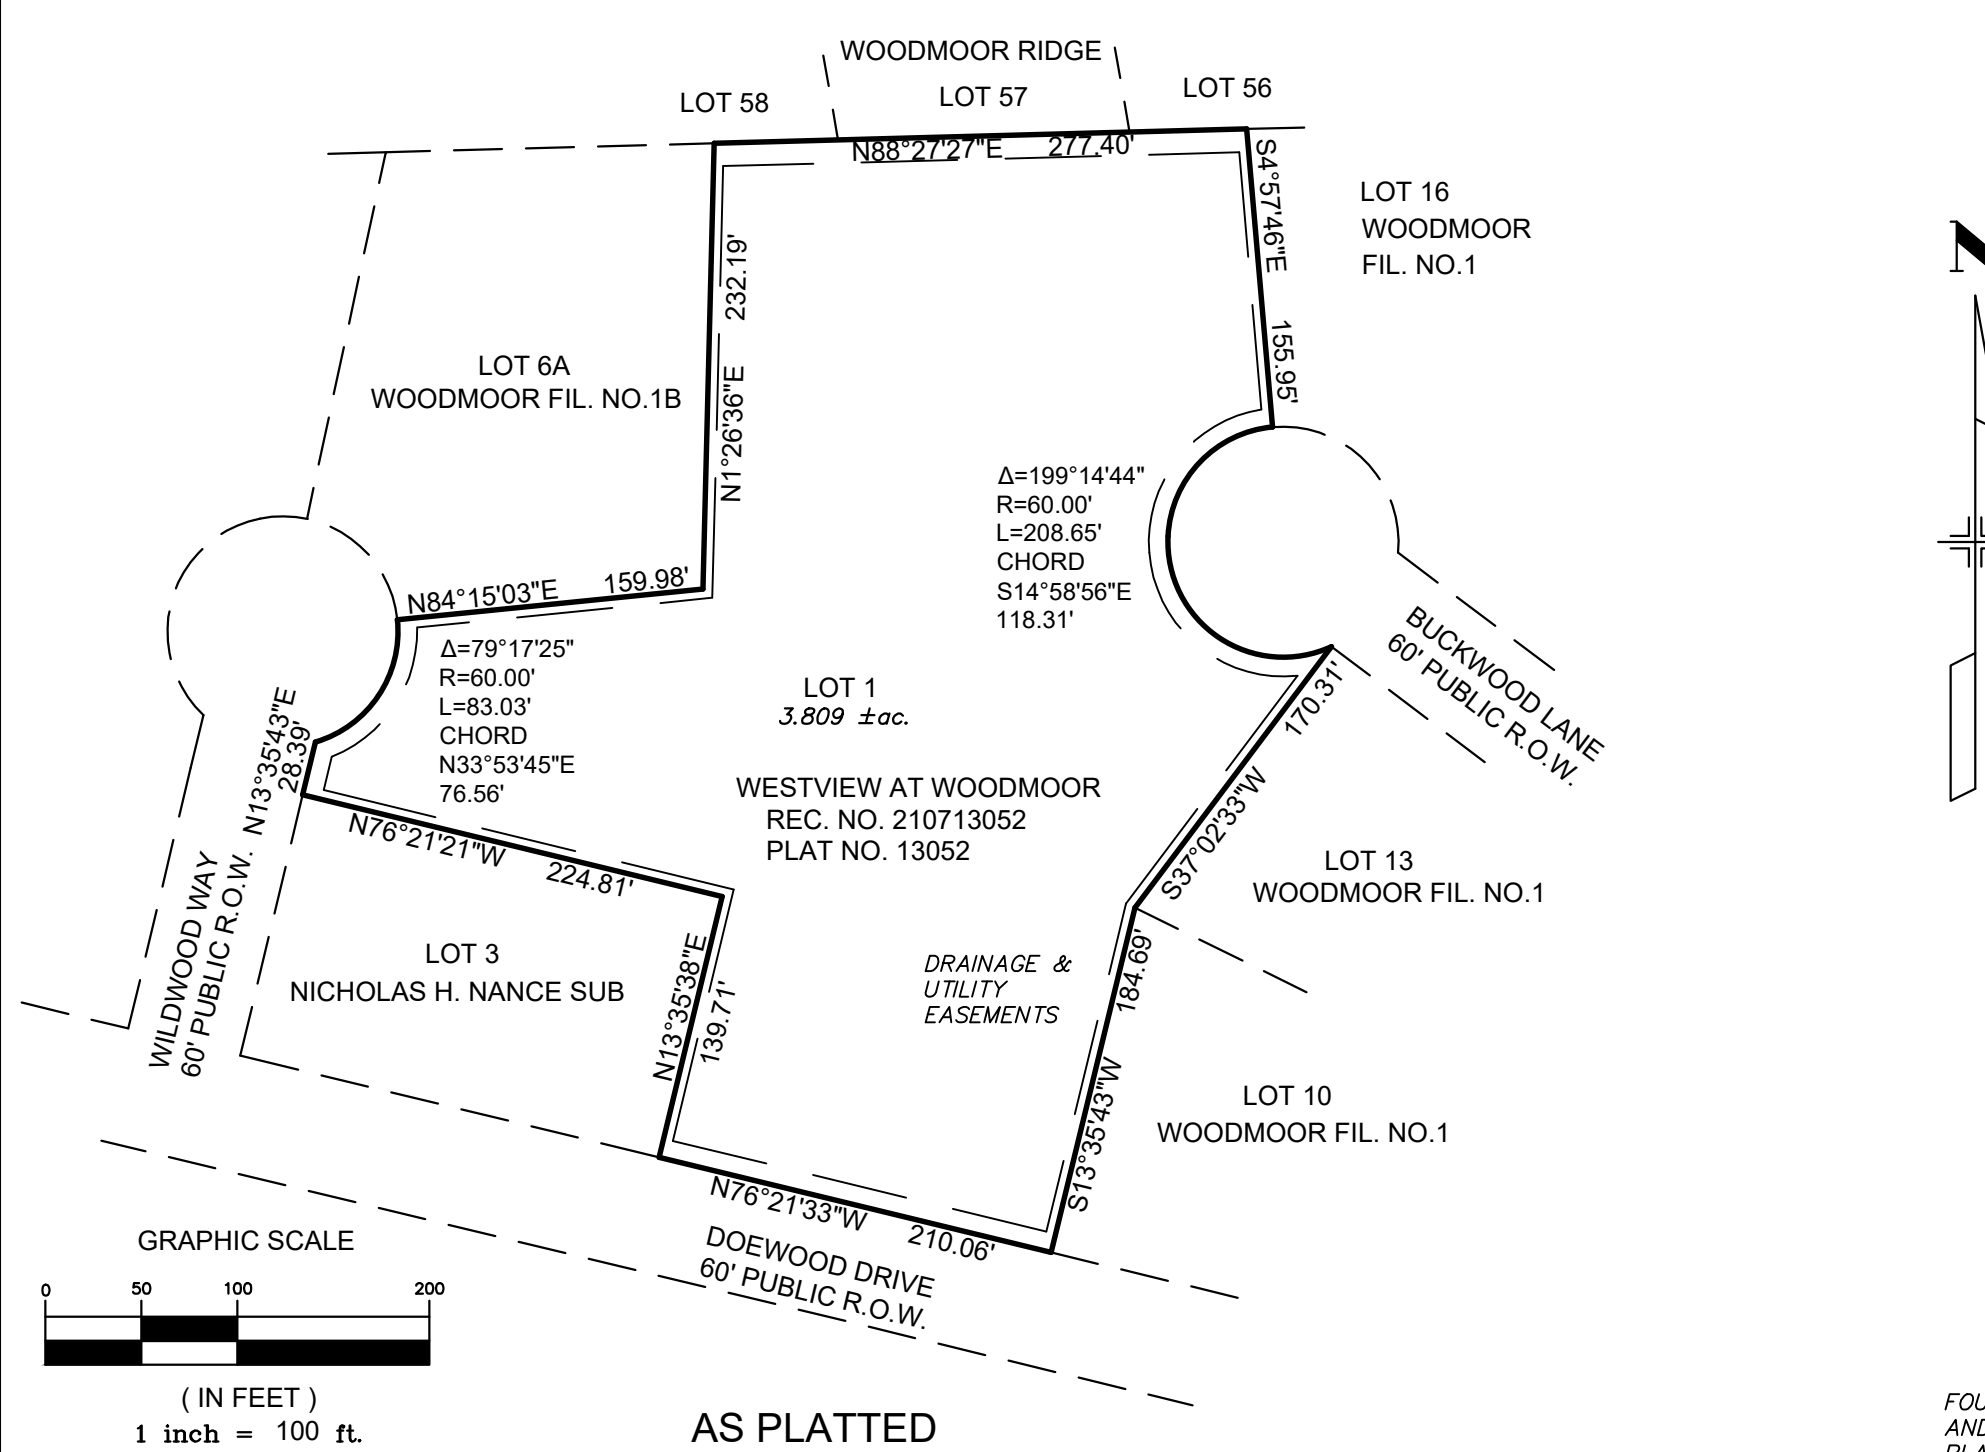 WOODMOOR RIDGE
LOT 58
LOT 57
LOT 56
N88°27'27"E 277.40'
S4°57'46"E 155.95'
LOT 16
WOODMOOR
FIL. NO.1
N
232.19'
N1°26'36"E
LOT 6A
WOODMOOR FIL. NO.1B
Δ=199°14'44"
R=60.00'
L=208.65'
CHORD
S14°58'56"E
118.31'
N84°15'03"E 159.98'
Δ=79°17'25"
R=60.00'
L=83.03'
CHORD
N33°53'45"E
76.56'
BUCKWOOD LANE
60' PUBLIC R.O.W.
LOT 1
3.809 ±ac.
170.31'
S37°02'33"W
N13°35'43"E
28.39'
WESTVIEW AT WOODMOOR
REC. NO. 210713052
PLAT NO. 13052
N76°21'21"W 224.81'
LOT 13
WOODMOOR FIL. NO.1
WILDWOOD WAY
60' PUBLIC R.O.W.
LOT 3
NICHOLAS H. NANCE SUB
N13°35'38"E
139.71'
DRAINAGE &
UTILITY
EASEMENTS
184.69'
S13°35'43"W
LOT 10
WOODMOOR FIL. NO.1
N76°21'33"W 210.06'
DOEWOOD DRIVE
60' PUBLIC R.O.W.
GRAPHIC SCALE
0 50 100 200
( IN FEET )
1 inch = 100 ft.
AS PLATTED
FOU
AND